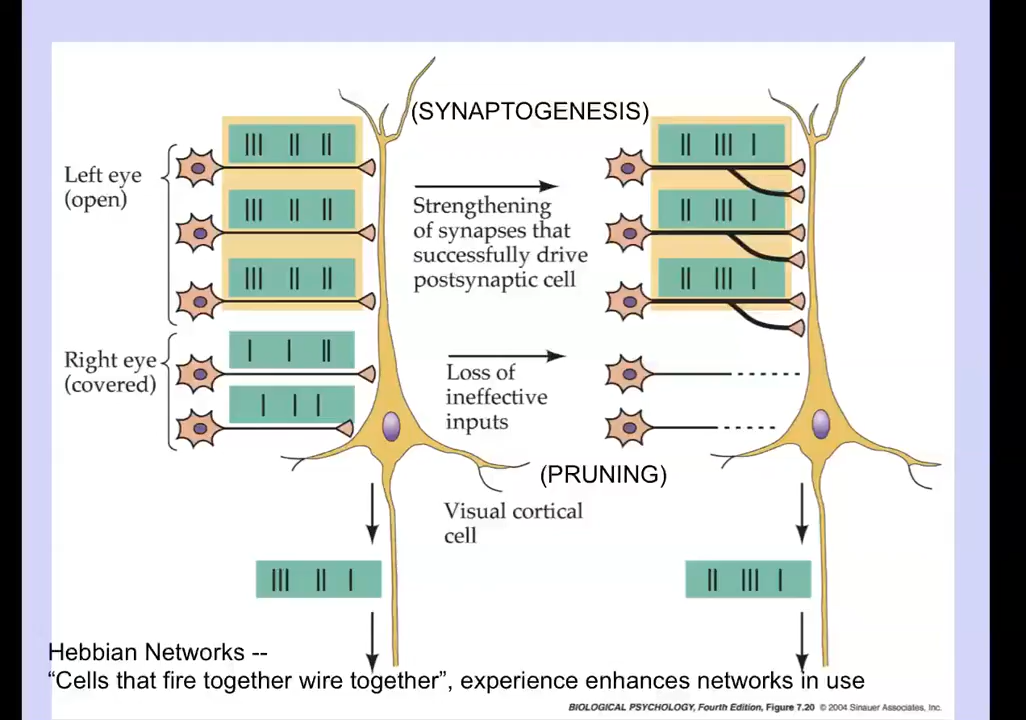 (SYNAPTOGENESIS)
Left eye
(open)
Strengthening
of synapses that
successfully drive
postsynaptic cell
Right eye
(covered)
Loss of
ineffective
inputs
(PRUNING)
Visual cortical
cell
Hebbian Networks --
“Cells that fire together wire together”, experience enhances networks in use
BIOLOGICAL PSYCHOLOGY, Fourth Edition, Figure 7.20 © 2004 Sinauer Associates, Inc.